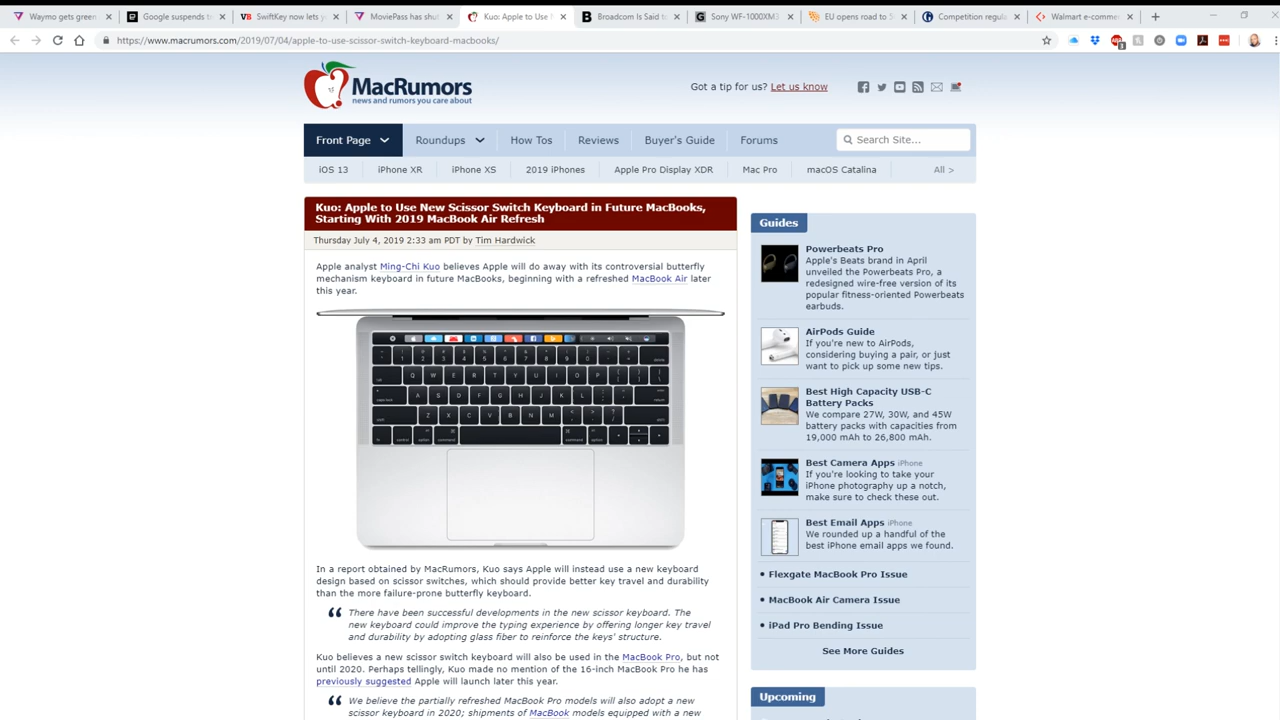 Waymo gets green
Google suspends t
SwiftKey now lets y
MoviePass has shut
Kuo: Apple to Use
Broadcom Is Said to
Sony WF-1000XM3
EU opens road to 5
Competition regul
Walmart e-comme
https://www.macrumors.com/2019/07/04/apple-to-use-scissor-switch-keyboard-macbooks/
MacRumors
news and rumors you care about
Got a tip for us? Let us know
Front Page
Roundups
How Tos
Reviews
Buyer's Guide
Forums
Search Site...
iOS 13
iPhone XR
iPhone XS
2019 iPhones
Apple Pro Display XDR
Mac Pro
macOS Catalina
All >
Kuo: Apple to Use New Scissor Switch Keyboard in Future MacBooks,
Starting With 2019 MacBook Air Refresh
Thursday July 4, 2019 2:33 am PDT by Tim Hardwick
Apple analyst Ming-Chi Kuo believes Apple will do away with its controversial butterfly
mechanism keyboard in future MacBooks, beginning with a refreshed MacBook Air later
this year.
In a report obtained by MacRumors, Kuo says Apple will instead use a new keyboard
design based on scissor switches, which should provide better key travel and durability
than the more failure-prone butterfly keyboard.
There have been successful developments in the new scissor keyboard. The
new keyboard could improve the typing experience by offering longer key travel
and durability by adopting glass fiber to reinforce the keys' structure.
Kuo believes a new scissor switch keyboard will also be used in the MacBook Pro, but not
until 2020. Perhaps tellingly, Kuo made no mention of the 16-inch MacBook Pro he has
previously suggested Apple will launch later this year.
We believe the partially refreshed MacBook Pro models will also adopt a new
scissor keyboard in 2020; shipments of MacBook models equipped with a new
Guides
Powerbeats Pro
Apple's Beats brand in April
unveiled the Powerbeats Pro, a
redesigned wire-free version of its
popular fitness-oriented Powerbeats
earbuds.
AirPods Guide
If you're new to AirPods,
considering buying a pair, or just
want to pick up some new tips.
Best High Capacity USB-C
Battery Packs
We compare 27W, 30W, and 45W
battery packs with capacities from
19,000 mAh to 26,800 mAh.
Best Camera Apps iPhone
If you're looking to take your
iPhone photography up a notch,
make sure to check these out.
Best Email Apps iPhone
We rounded up a handful of the
best iPhone email apps we found.
• Flexgate MacBook Pro Issue
• MacBook Air Camera Issue
• iPad Pro Bending Issue
See More Guides
Upcoming